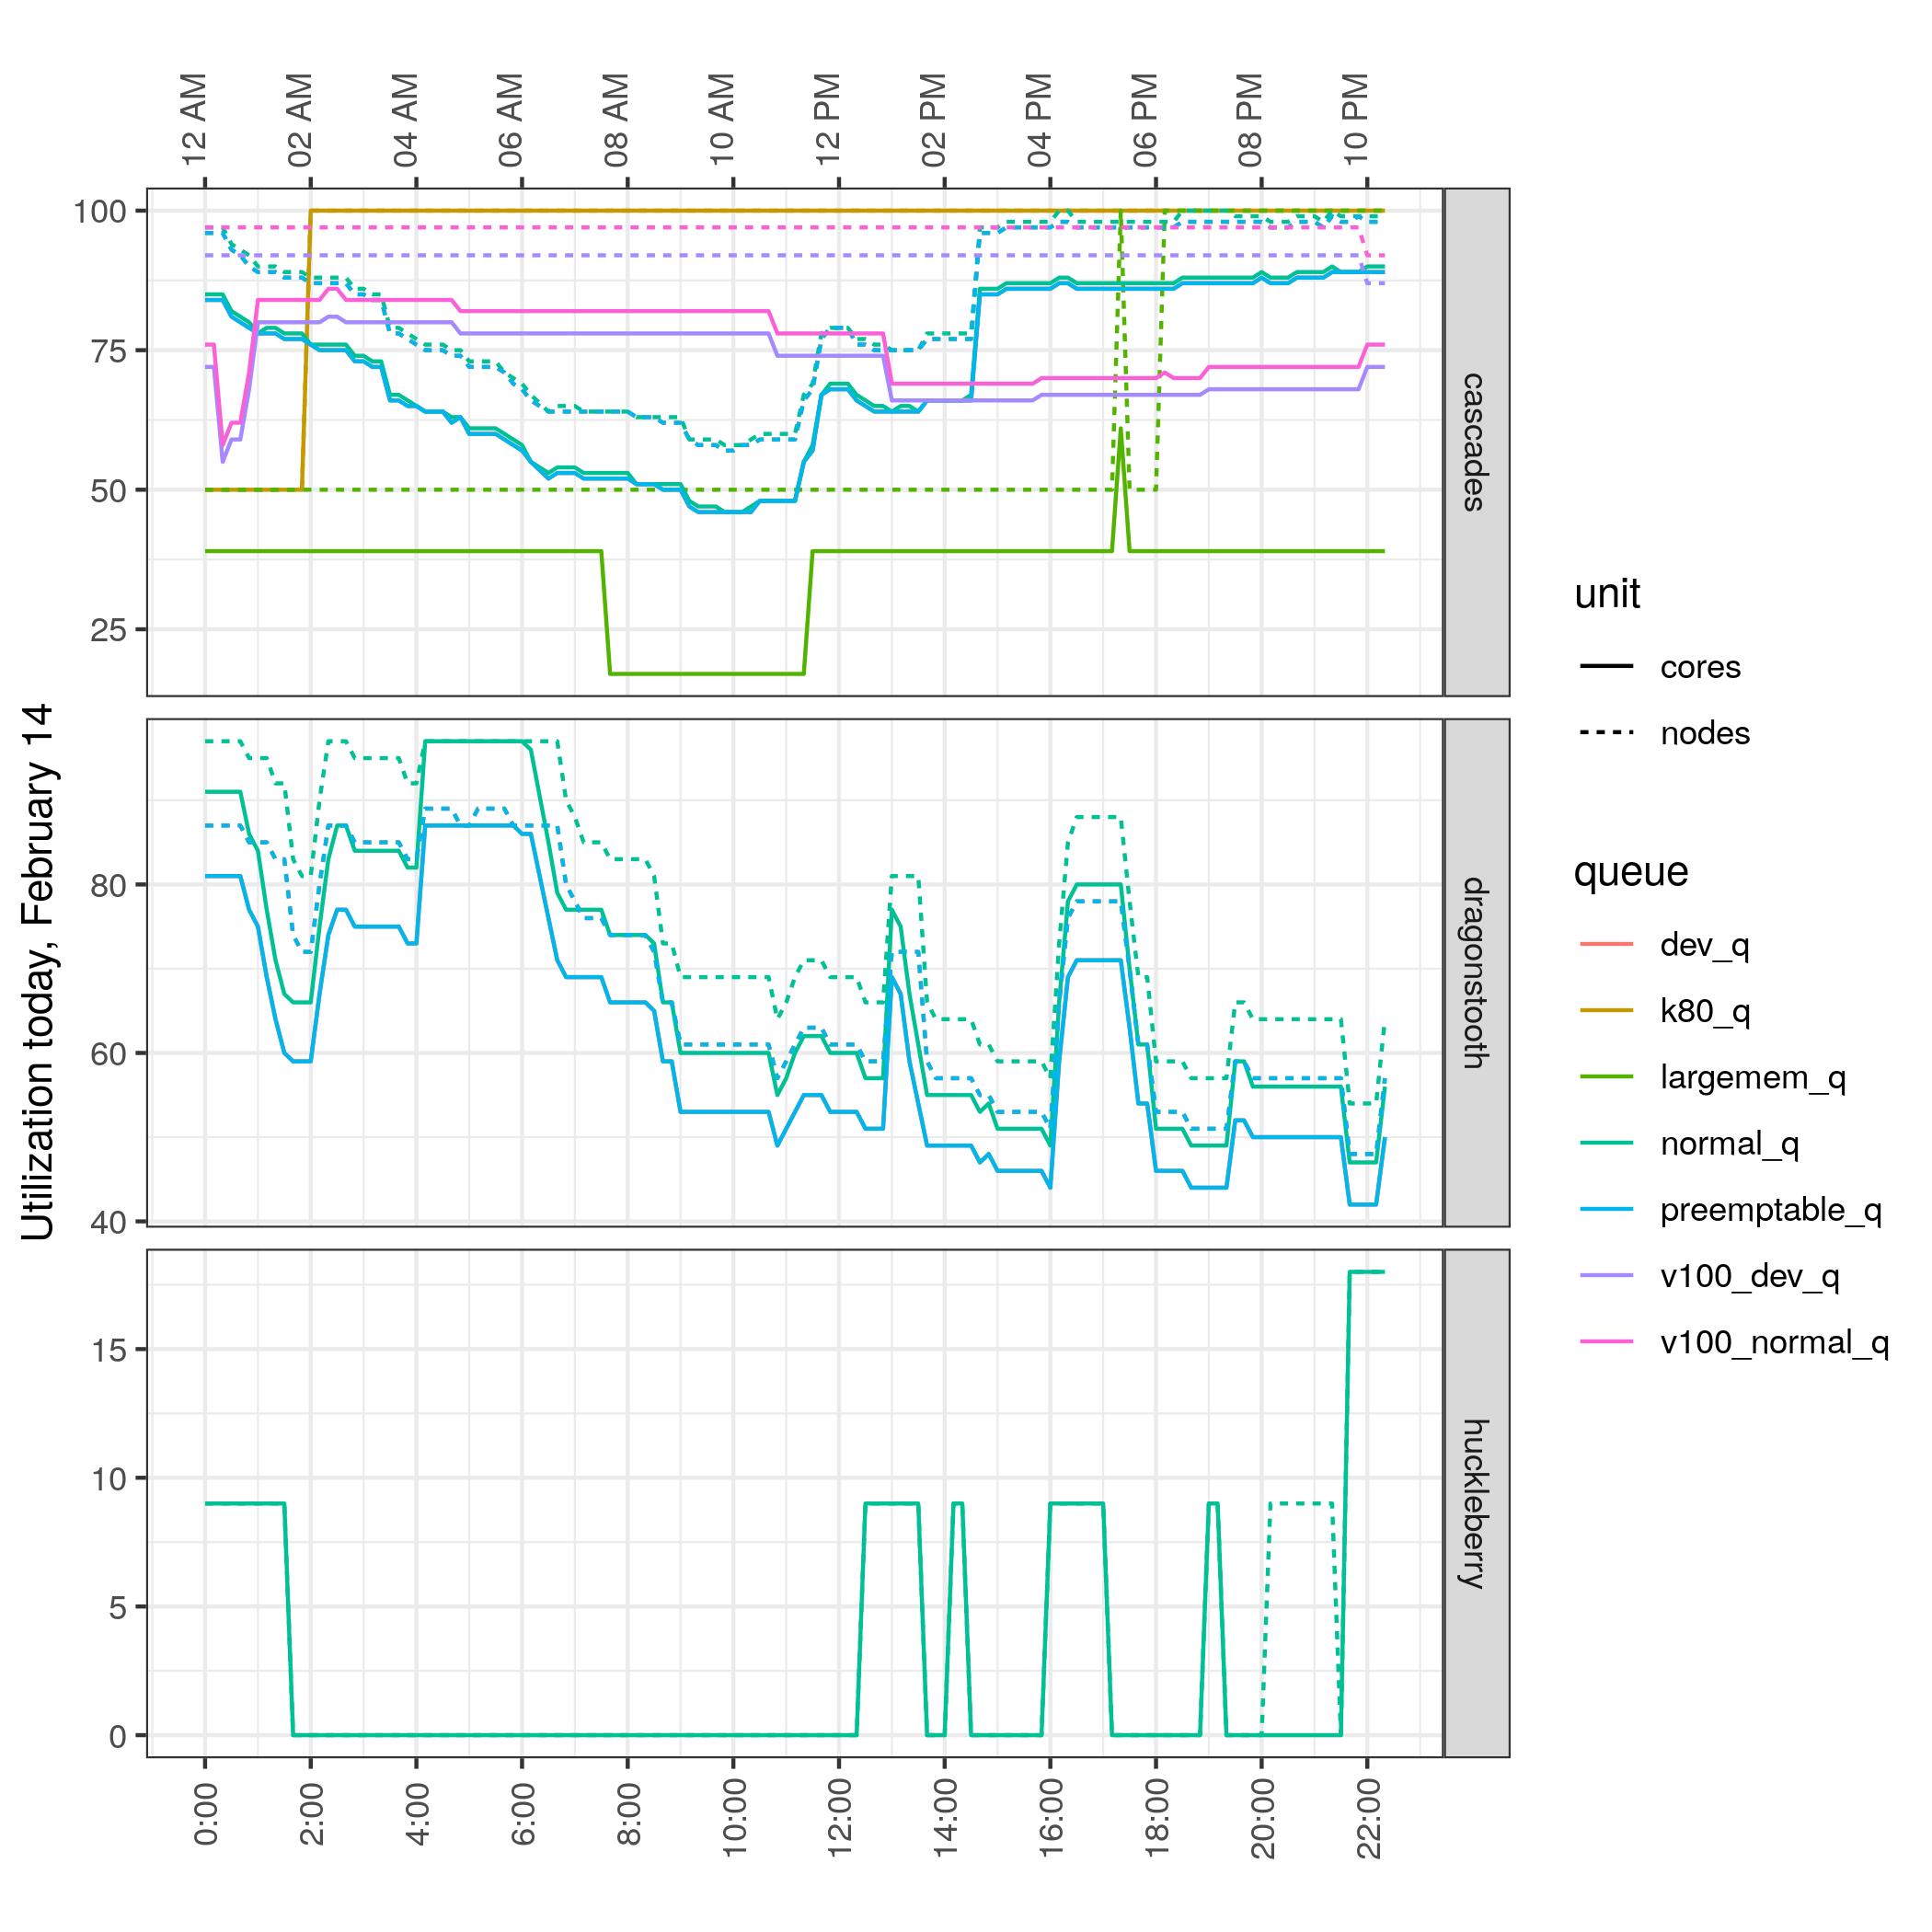 12 AM
02 AM
04 AM
06 AM
08 AM
10 AM
12 PM
02 PM
04 PM
06 PM
08 PM
10 PM
Utilization today, February 14
100
75
50
25
cascades
80
60
40
dragonstooth
15
10
5
0
huckleberry
0:00
2:00
4:00
6:00
8:00
10:00
12:00
14:00
16:00
18:00
20:00
22:00
unit
cores
nodes
queue
dev_q
k80_q
largemem_q
normal_q
preemptable_q
v100_dev_q
v100_normal_q